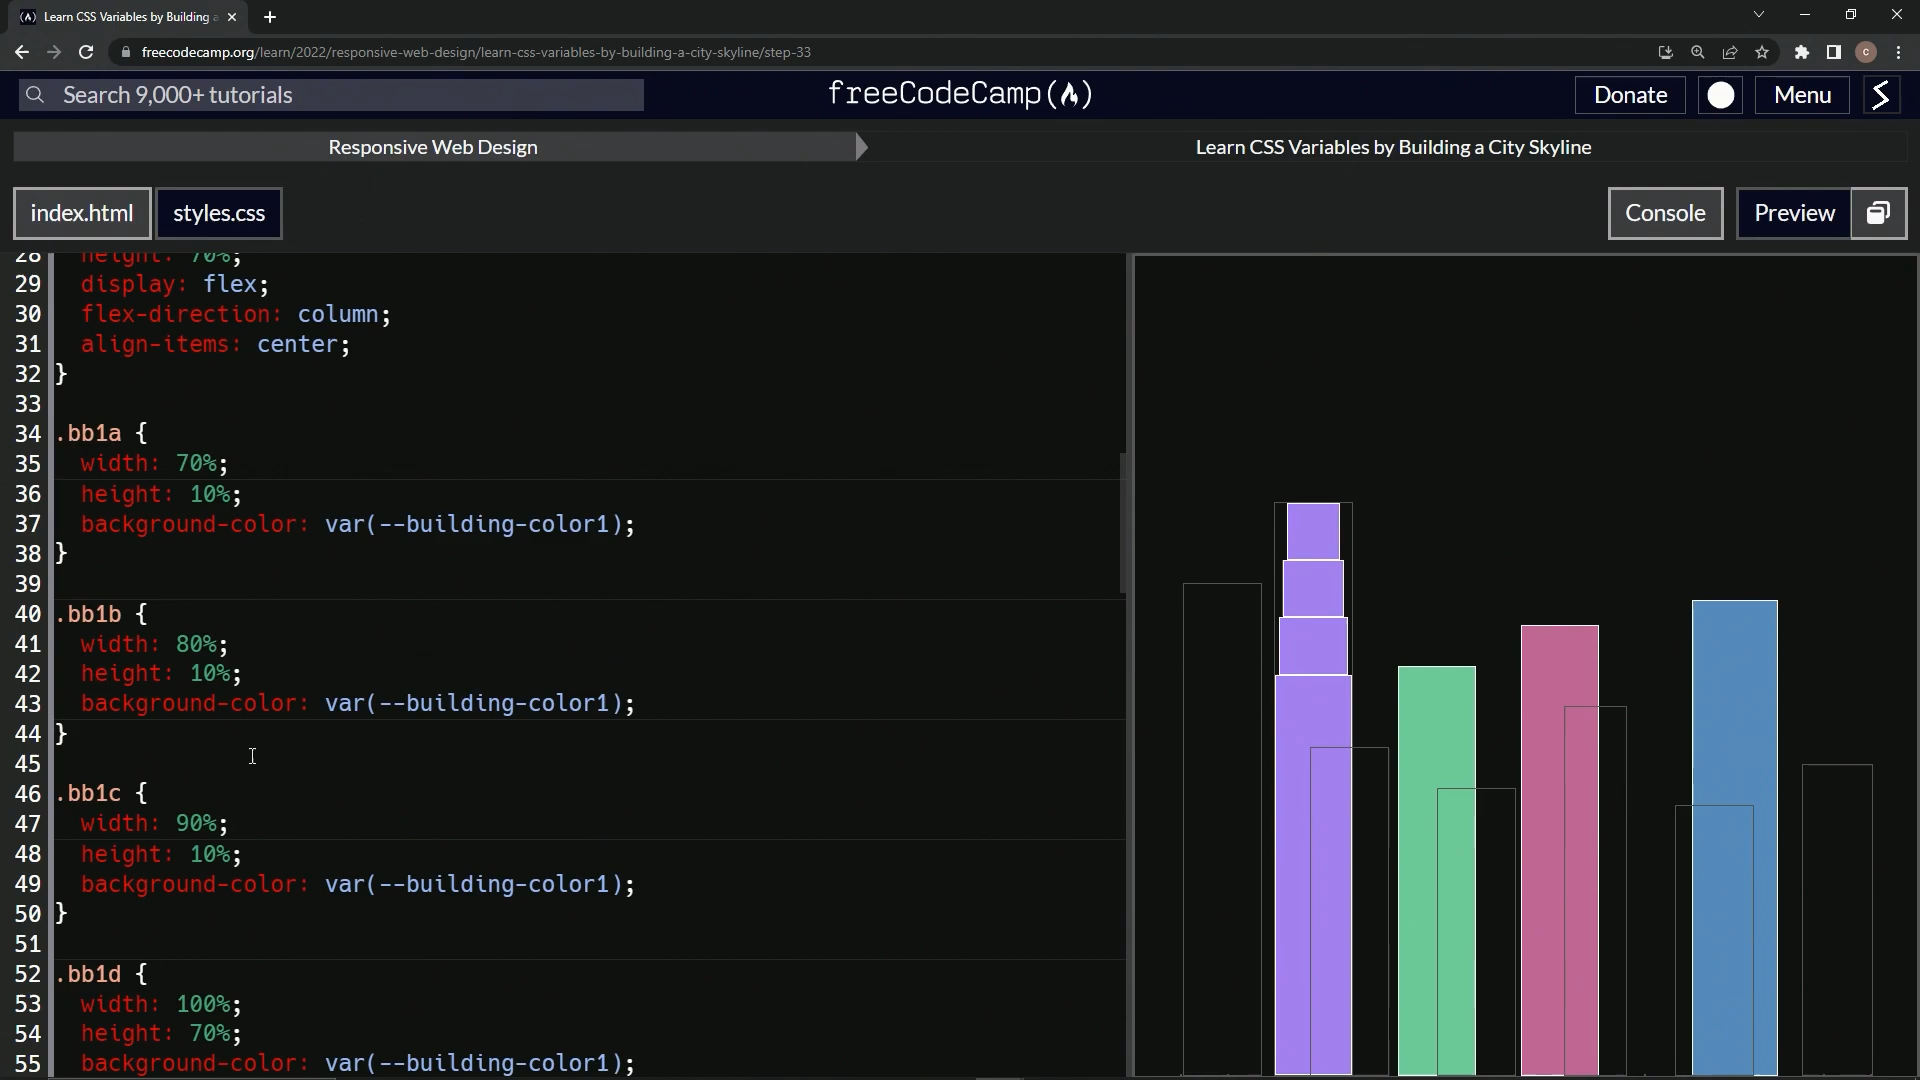 Learn CSS Variables by Building a
freecodecamp.org/learn/2022/responsive-web-design/learn-css-variables-by-building-a-city-skyline/step-33
C
Search 9,000+ tutorials
freeCodeCamp
Donate
Menu
Responsive Web Design
Learn CSS Variables by Building a City Skyline
index.html
styles.css
Console
Preview
28 height: 70%;
29 display: flex;
30 flex-direction: column;
31 align-items: center;
32 }
33
34 .bb1a {
35 width: 70%;
36 height: 10%;
37 background-color: var(--building-color1);
38 }
39
40 .bb1b {
41 width: 80%;
42 height: 10%;
43 background-color: var(--building-color1);
44 }
45
46 .bb1c {
47 width: 90%;
48 height: 10%;
49 background-color: var(--building-color1);
50 }
51
52 .bb1d {
53 width: 100%;
54 height: 70%;
55 background-color: var(--building-color1);